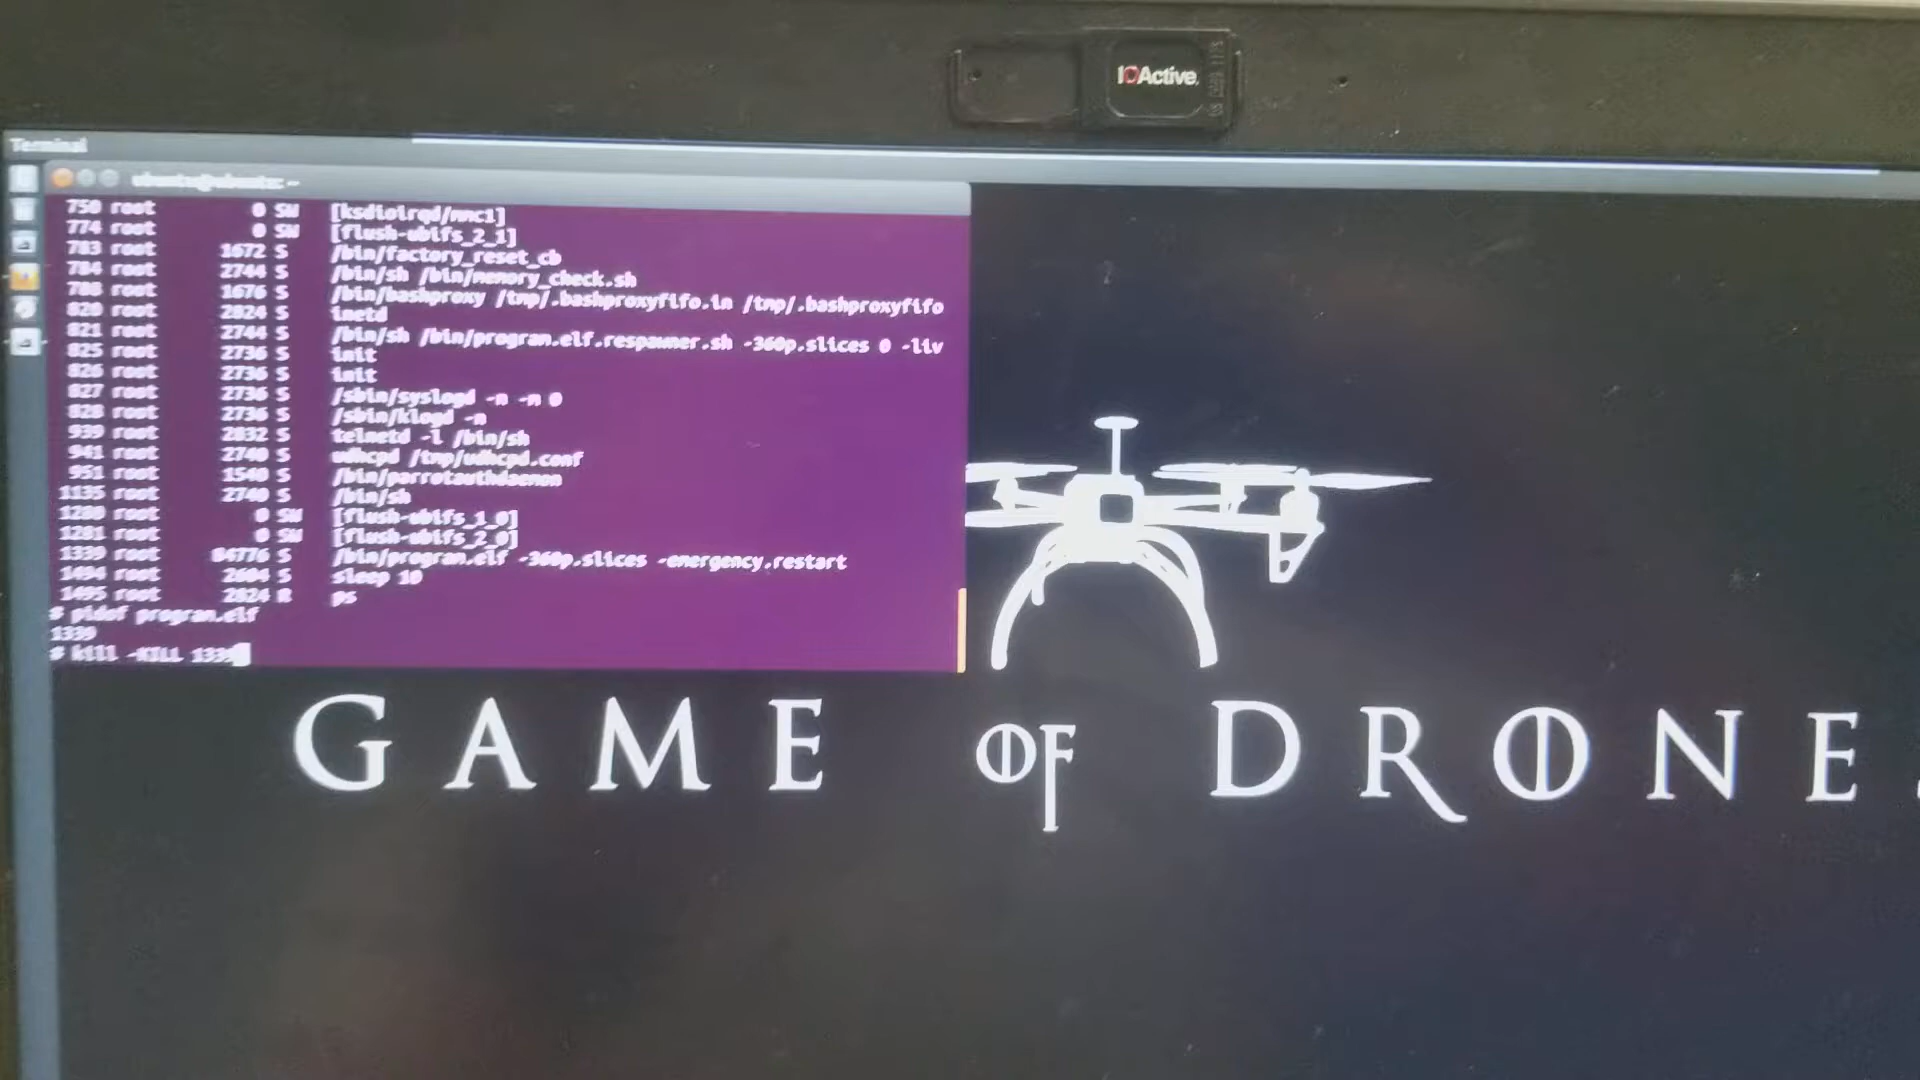 IOActive.
Terminal
ubuntu@ubuntu: ~
750 root 0 SW [ksdioirqd/mmc1]
774 root 0 SW [flush-ubifs_2_1]
783 root 1672 S /bin/factory_reset_cb
784 root 2744 S /bin/sh /bin/memory_check.sh
788 root 1676 S /bin/bashproxy /tmp/.bashproxyfifo.in /tmp/.bashproxyfifo
820 root 2824 S inetd
821 root 2744 S /bin/sh /bin/program.elf.respawner.sh -360p.slices 0 -liv
825 root 2736 S init
826 root 2736 S init
827 root 2736 S /sbin/syslogd -n -m 0
828 root 2736 S /sbin/klogd -n
939 root 2832 S telnetd -l /bin/sh
941 root 2740 S udhcpd /tmp/udhcpd.conf
951 root 1540 S /bin/parrotauthdaemon
1135 root 2740 S /bin/sh
1280 root 0 SW [flush-ubifs_1_0]
1281 root 0 SW [flush-ubifs_2_0]
1339 root 84776 S /bin/program.elf -360p.slices -emergency.restart
1494 root 2604 S sleep 10
1495 root 2824 R ps
# pidof program.elf
1339
# kill -KILL 1339
GAME OF DRONES